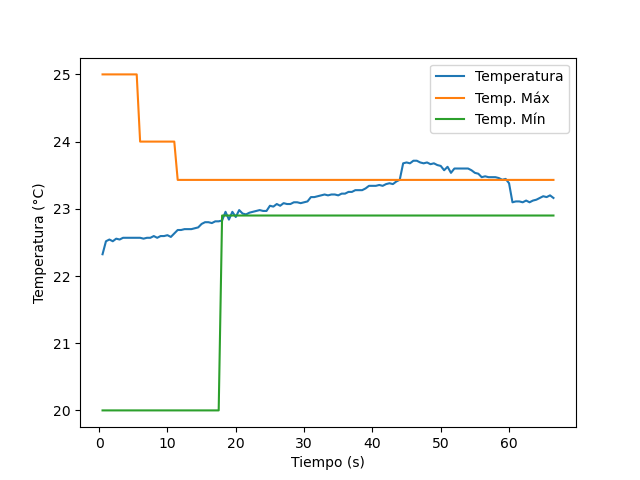 Temperatura
Temp. Máx
Temp. Mín
Temperatura (°C)
25
24
23
22
21
20
0 10 20 30 40 50 60
Tiempo (s)